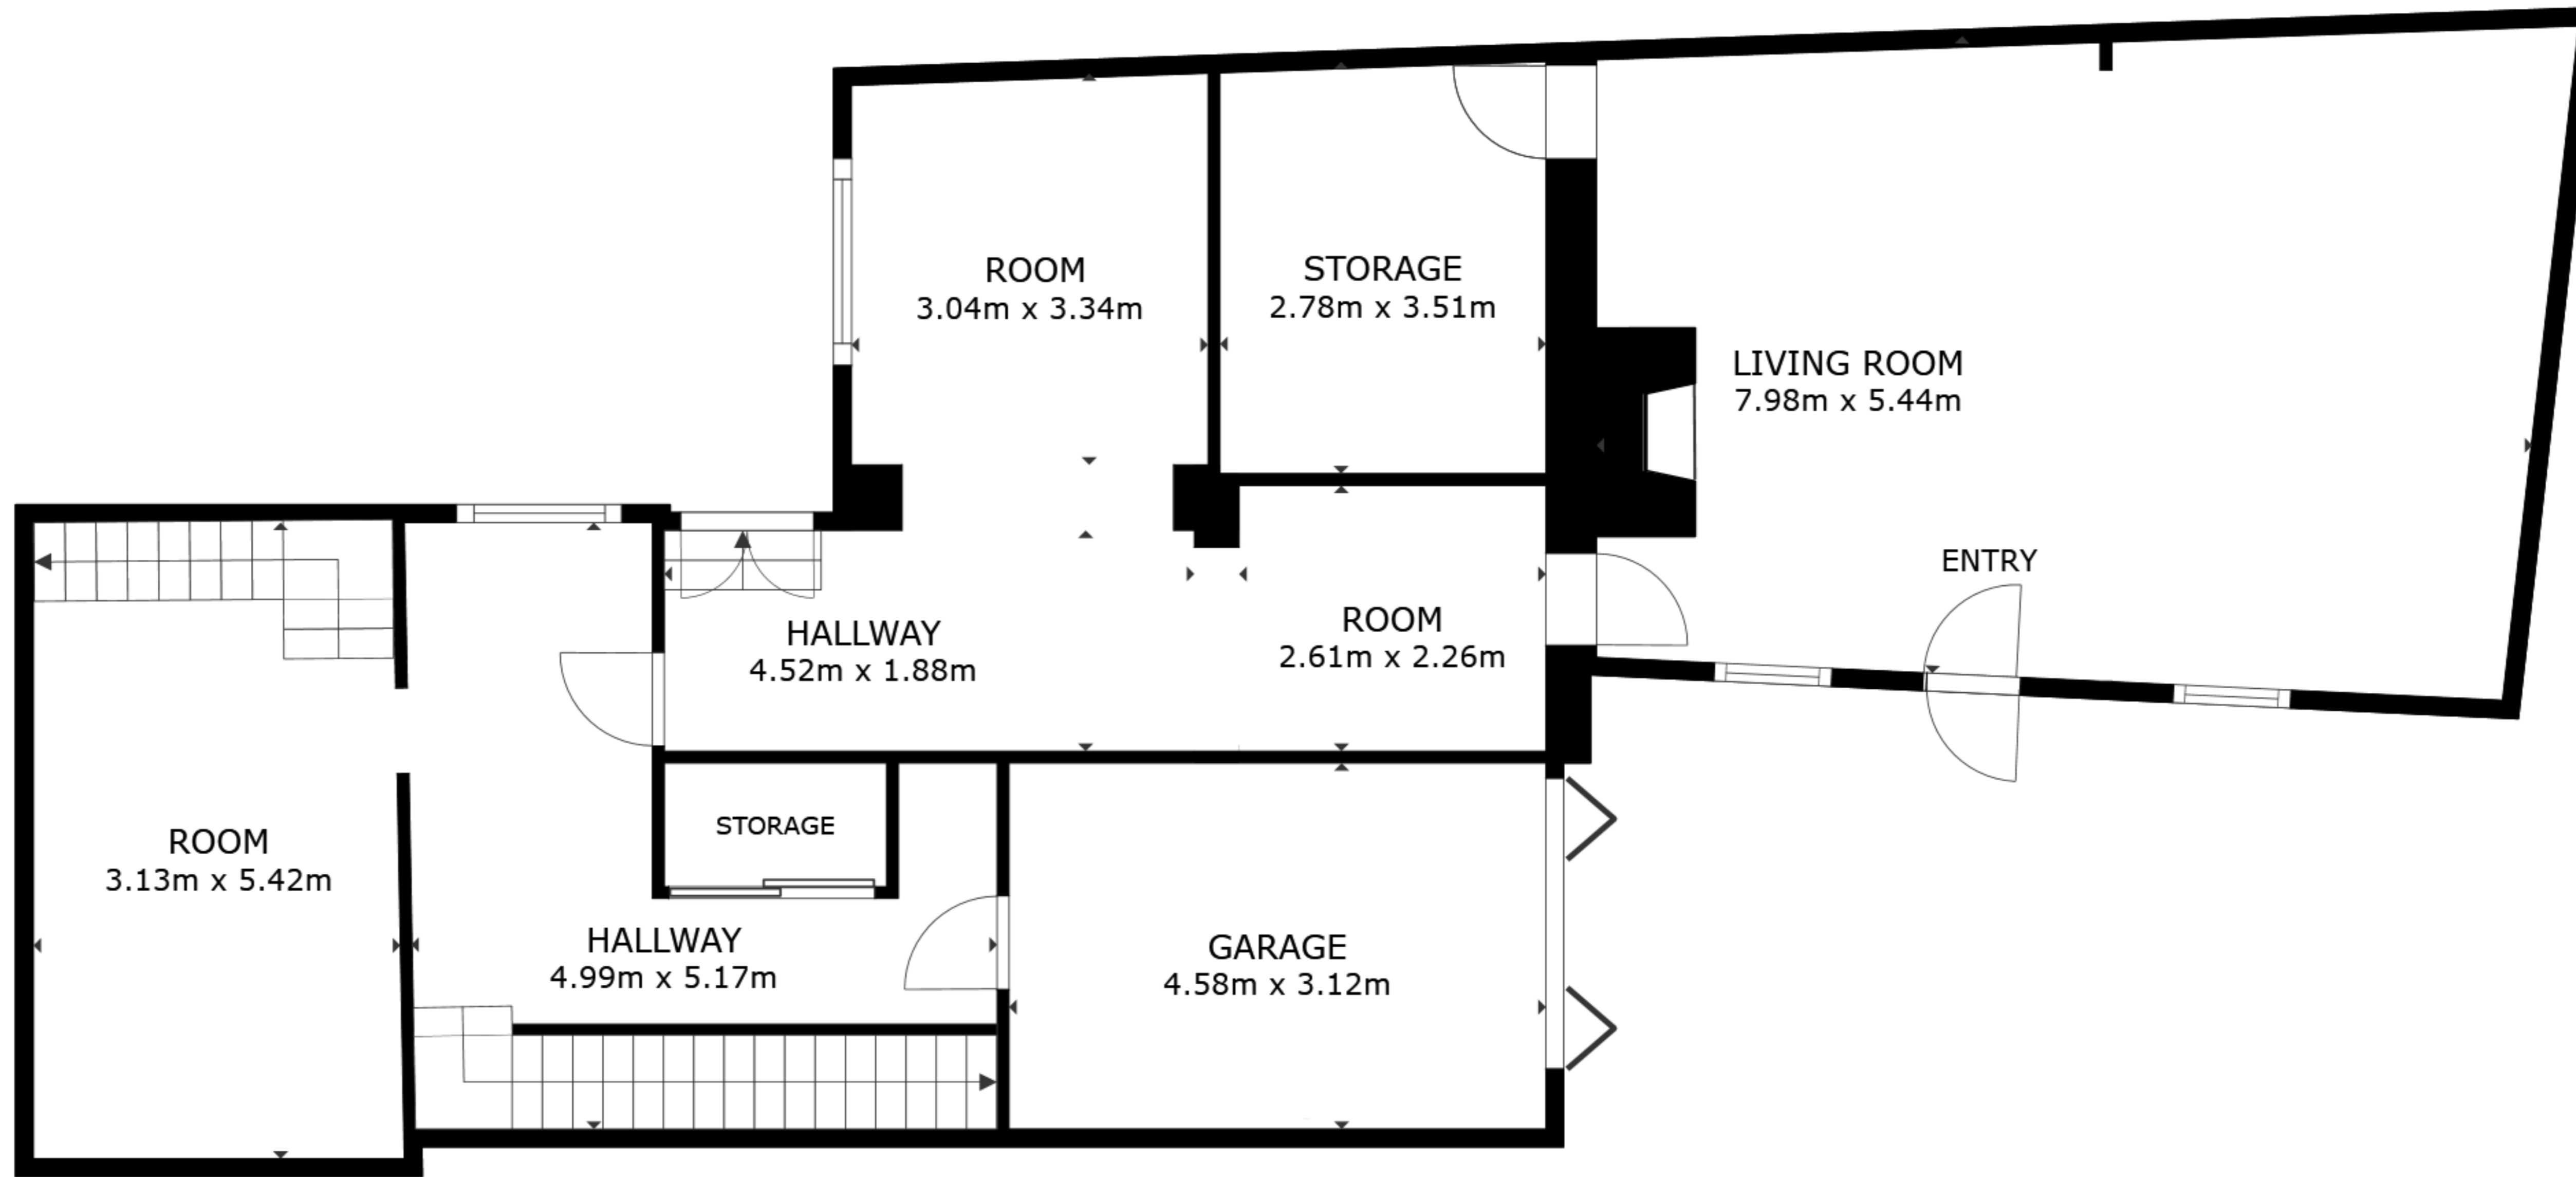 ROOM
3.04m x 3.34m
STORAGE
2.78m x 3.51m
LIVING ROOM
7.98m x 5.44m
ENTRY
HALLWAY
4.52m x 1.88m
ROOM
2.61m x 2.26m
ROOM
3.13m x 5.42m
STORAGE
HALLWAY
4.99m x 5.17m
GARAGE
4.58m x 3.12m